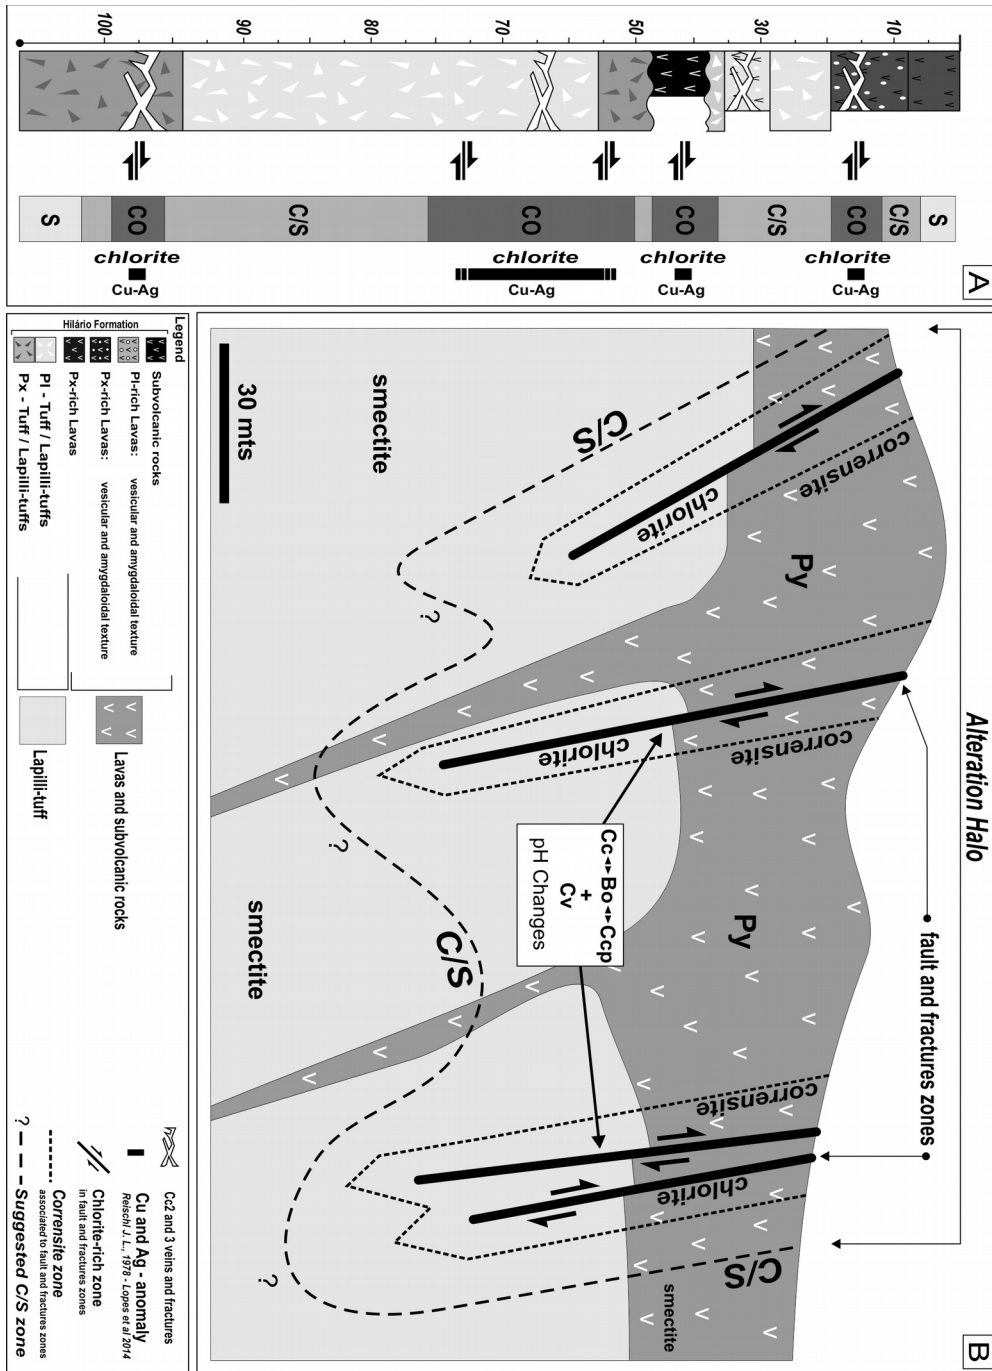 A
10
30
70
80
90
100
S
C/S
CO
C/S
CO
CO
C/S
CO
S
chlorite
chlorite
chlorite
chlorite
Cu-Ag
Cu-Ag
Cu-Ag
Cu-Ag
B
Alteration Halo
fault and fractures zones
corrensite
chlorite
corrensite
chlorite
corrensite
chlorite
Py
Py
C/S
C/S
C/S
smectite
smectite
smectite
Cc◄►Bo◄►Ccp
+
Cv
pH Changes
?
?
?
30 mts
Legend
Hilário Formation
Subvolcanic rocks
Pl-rich Lavas: vesicular and amygdaloidal texture
Px-rich Lavas: vesicular and amygdaloidal texture
Px-rich Lavas
Pl - Tuff / Lapilli-tuffs
Px - Tuff / Lapilli-tuffs
Lavas and subvolcanic rocks
Lapilli-tuff
Cc2 and 3 veins and fractures
Cu and Ag - anomaly
Reischl J. L., 1978 - Lopes et al 2014
Chlorite-rich zone
in fault and fractures zones
Corrensite zone
associated to fault and fractures zones
? Suggested C/S zone